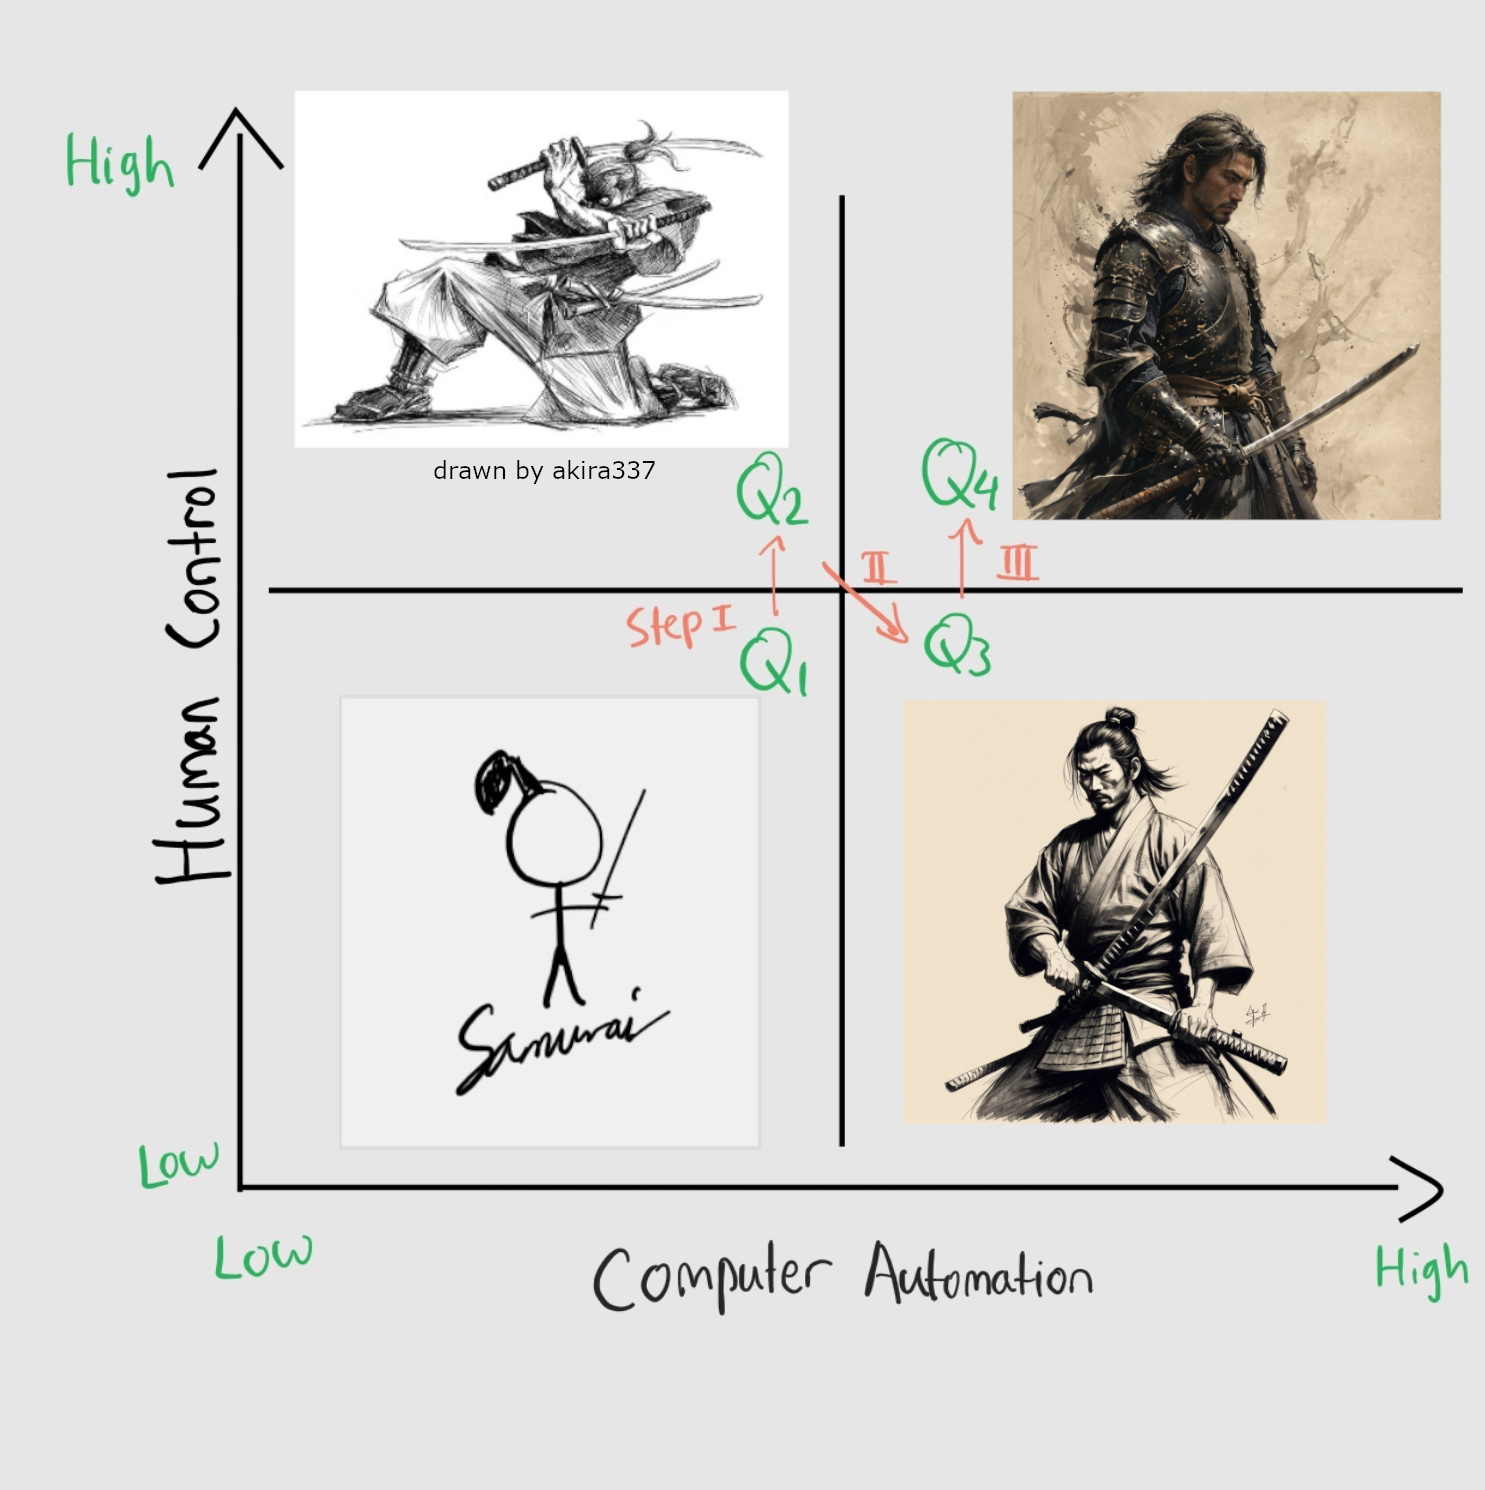 High
drawn by akira337
Q2
Q4
II
III
Step I
Q1
Q3
Human Control
Samurai
Low
Low
Computer Automation
High